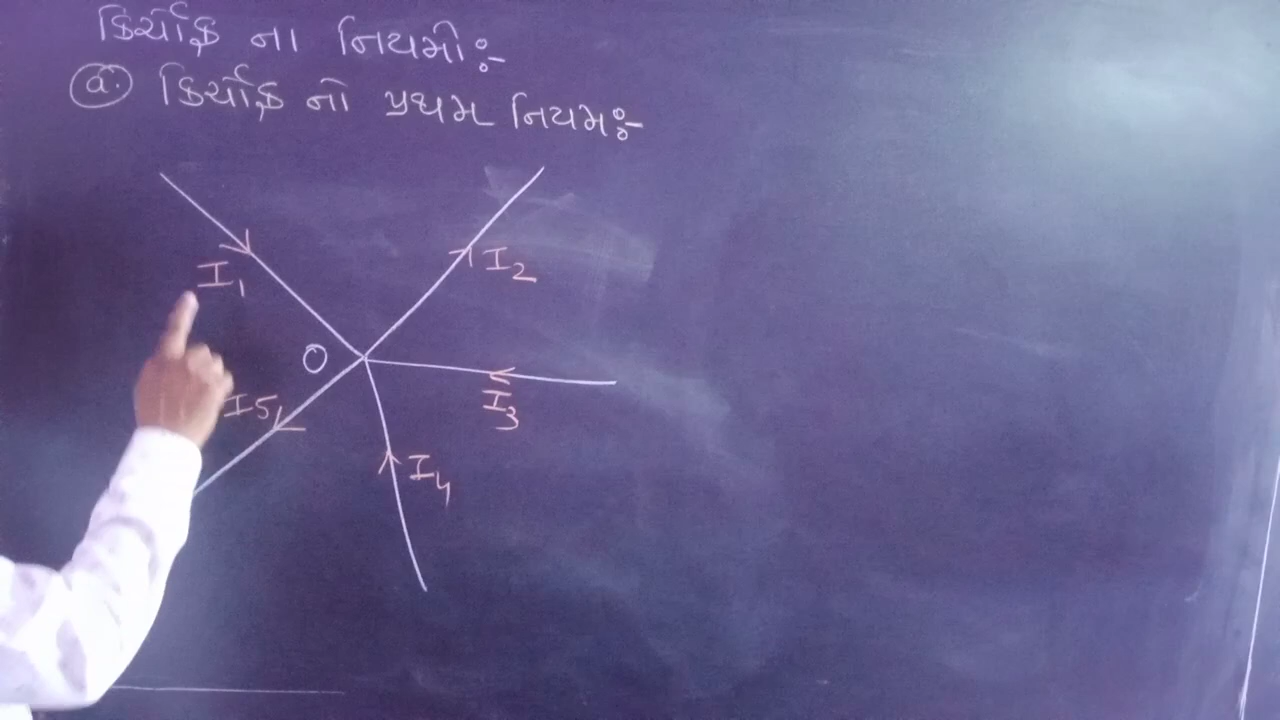 કિર્ચોફ ના નિયમો:-
(a.) કિર્ચોફ નો પ્રથમ નિયમ:-
I1
I2
O
I3
I5
I4